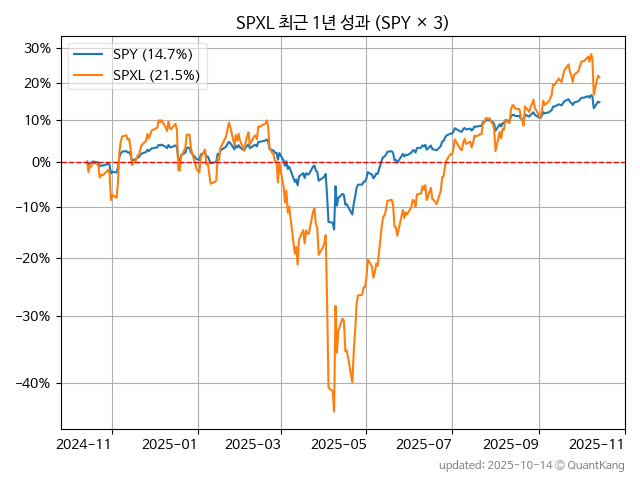 SPXL 최근 1년 성과 (SPY × 3)
SPY (14.7%)
SPXL (21.5%)
30%
20%
10%
0%
−10%
−20%
−30%
−40%
2024−11 2025−01 2025−03 2025−05 2025−07 2025−09 2025−11
updated: 2025-10-14 © QuantKang